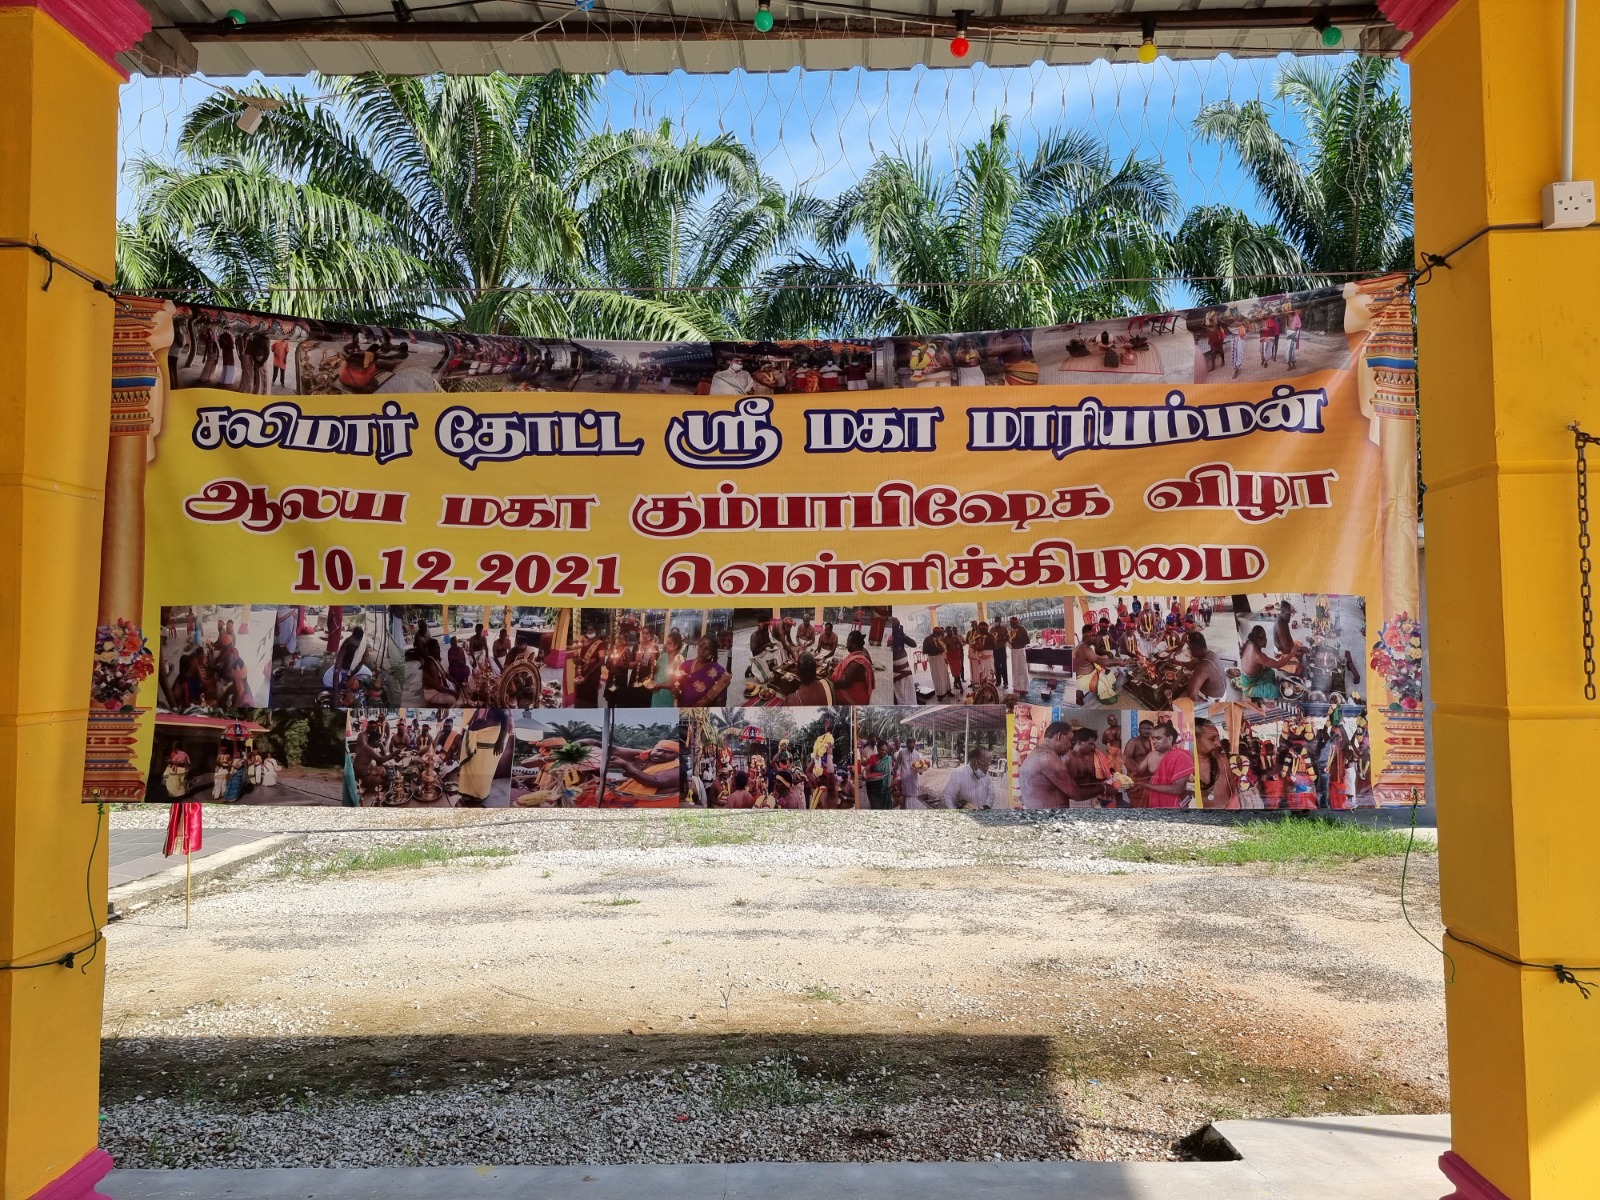 சலிமார் தோட்ட ஸ்ரீ மகா மாரியம்மன்
ஆலய மகா கும்பாபிஷேக விழா
10.12.2021 வெள்ளிக்கிழமை